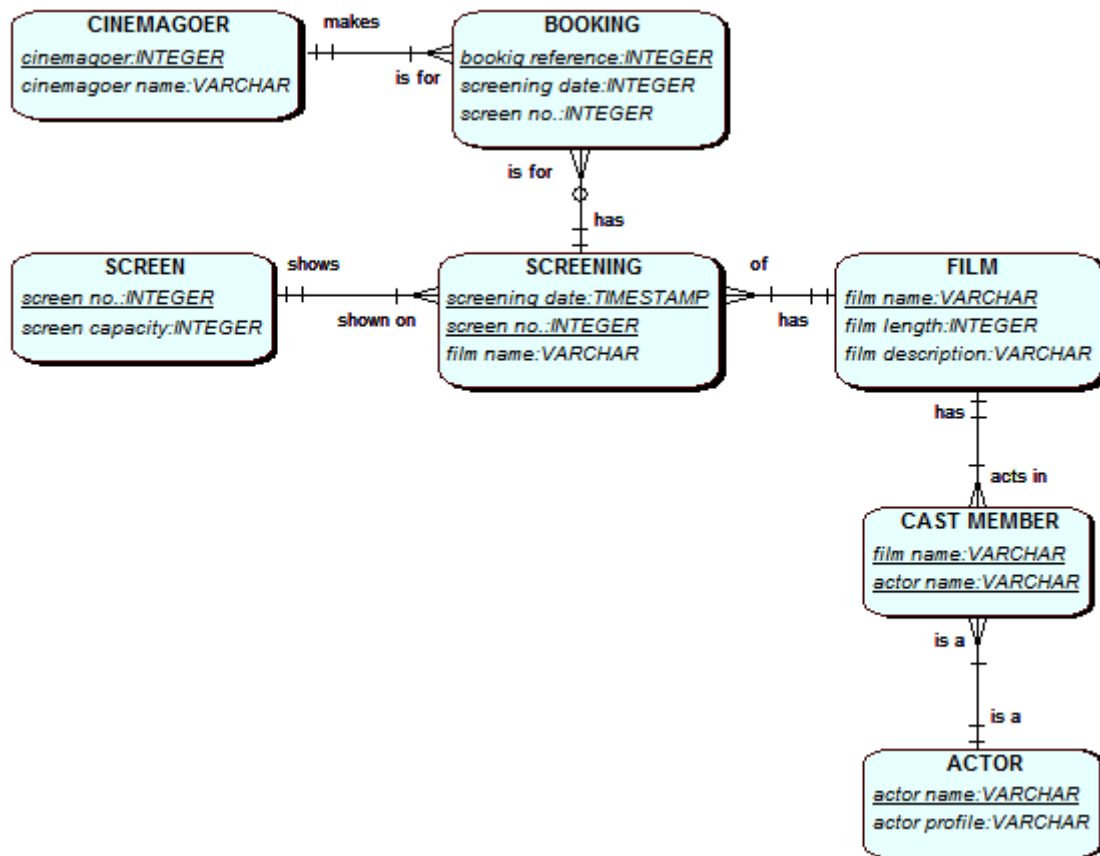 CINEMAGOER
cinemagoer:INTEGER
cinemagoer name:VARCHAR
makes
is for
BOOKING
bookig reference:INTEGER
screening date:INTEGER
screen no.:INTEGER
is for
has
SCREEN
screen no.:INTEGER
screen capacity:INTEGER
shows
shown on
SCREENING
screening date:TIMESTAMP
screen no.:INTEGER
film name:VARCHAR
of
has
FILM
film name:VARCHAR
film length:INTEGER
film description:VARCHAR
has
acts in
CAST MEMBER
film name:VARCHAR
actor name:VARCHAR
is a
is a
ACTOR
actor name:VARCHAR
actor profile:VARCHAR